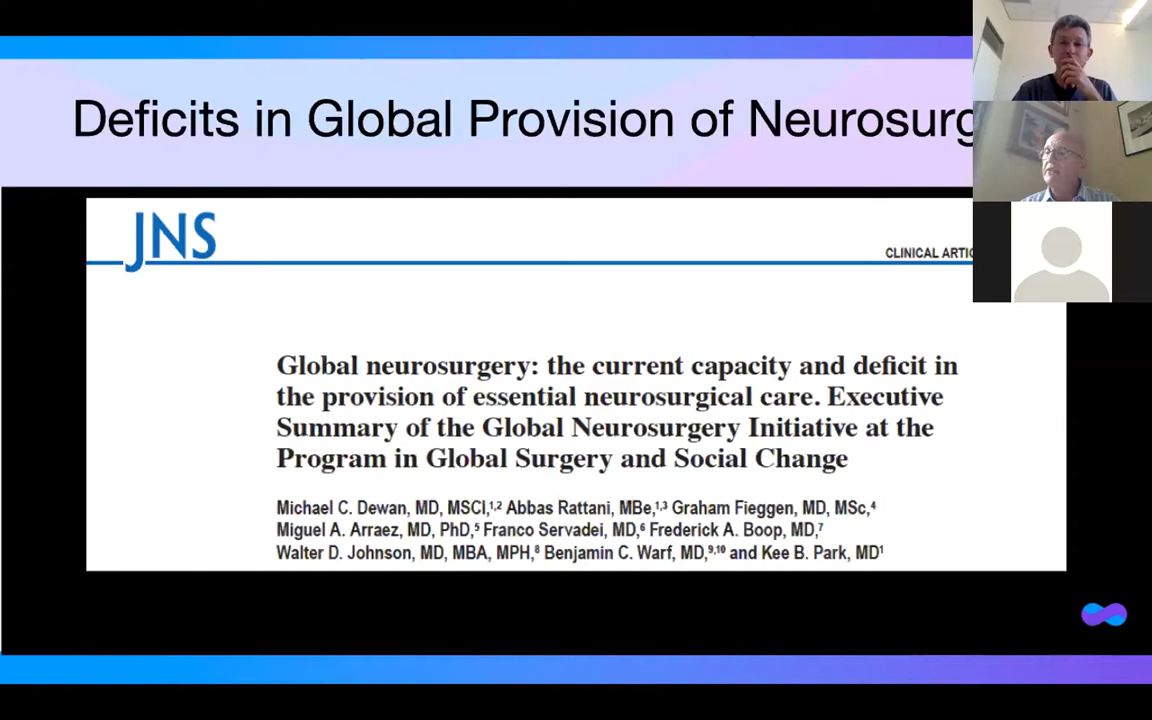 Deficits in Global Provision of Neurosurg
JNS
CLINICAL ARTIC
Global neurosurgery: the current capacity and deficit in
the provision of essential neurosurgical care. Executive
Summary of the Global Neurosurgery Initiative at the
Program in Global Surgery and Social Change
Michael C. Dewan, MD, MSCI,1,2 Abbas Rattani, MBe,1,3 Graham Fieggen, MD, MSc,4
Miguel A. Arraez, MD, PhD,5 Franco Servadei, MD,6 Frederick A. Boop, MD,7
Walter D. Johnson, MD, MBA, MPH,8 Benjamin C. Warf, MD,9,10 and Kee B. Park, MD1